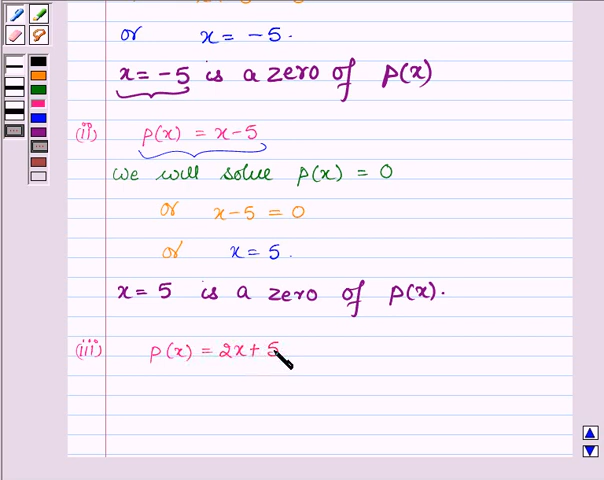 or x = -5.
x = -5 is a zero of p(x)
(ii) p(x) = x-5
we will solve p(x) = 0
or x-5 = 0
or x = 5.
x = 5 is a zero of p(x).
(iii) p(x) = 2x+5